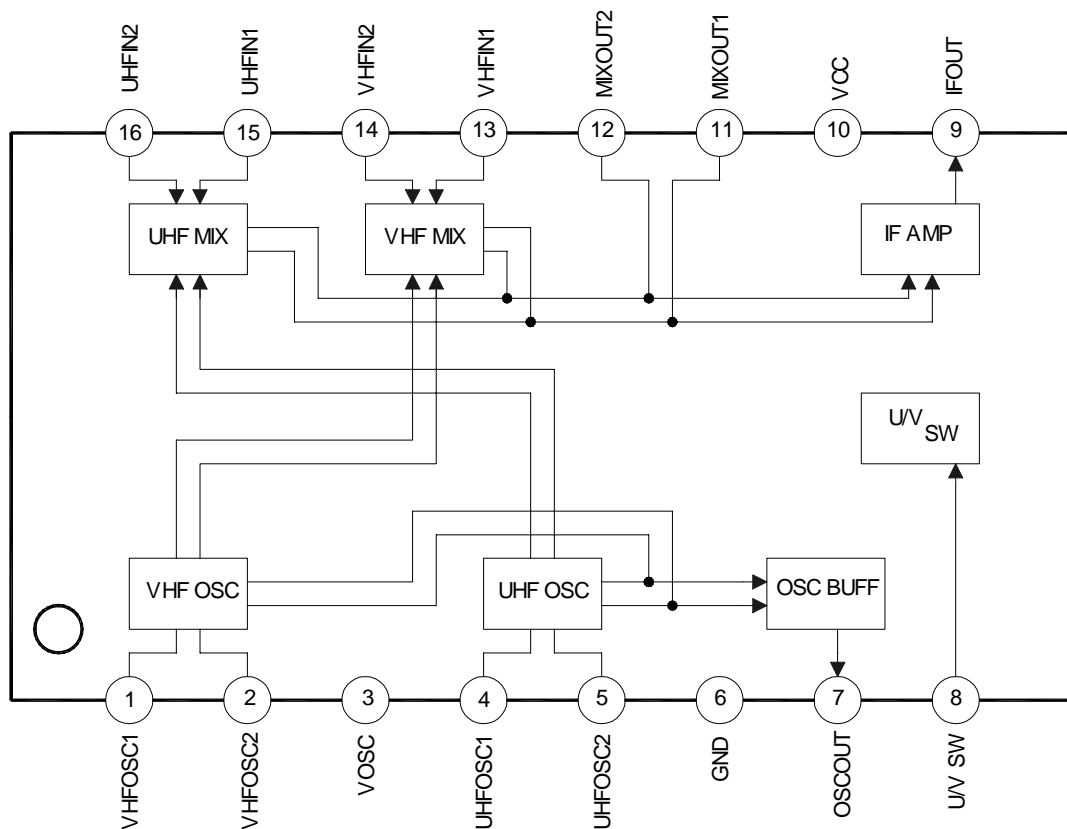 UHFIN2
UHFIN1
VHFIN2
VHFIN1
MIXOUT2
MIXOUT1
VCC
IFOUT
16
15
14
13
12
11
10
9
UHF MIX
VHF MIX
IF AMP
U/V
SW
VHF OSC
UHF OSC
OSC BUFF
1
2
3
4
5
6
7
8
VHFOSC1
VHFOSC2
VOSC
UHFOSC1
UHFOSC2
GND
OSCOUT
U/V SW